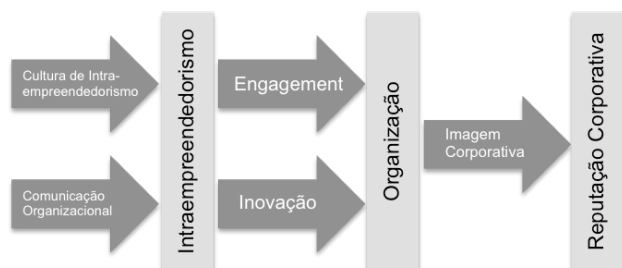 Cultura de Intra-
empreendedorismo
Comunicação
Organizacional
Intraempreendedorismo
Engagement
Inovação
Organização
Imagem
Corporativa
Reputação Corporativa